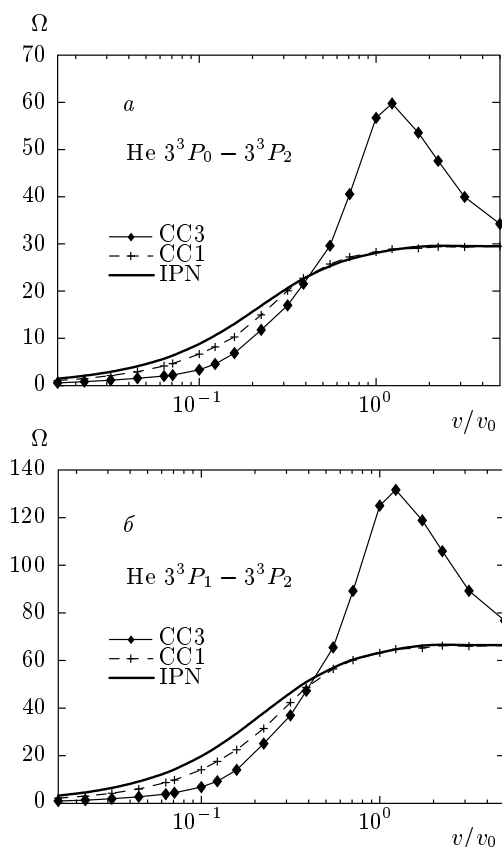 Ω
70
60
50
40
30
20
10
0
а
He 3³P₀ − 3³P₂
CC3
CC1
IPN
10⁻¹
10⁰
v/v₀
Ω
140
120
100
80
60
40
20
0
б
He 3³P₁ − 3³P₂
CC3
CC1
IPN
10⁻¹
10⁰
v/v₀